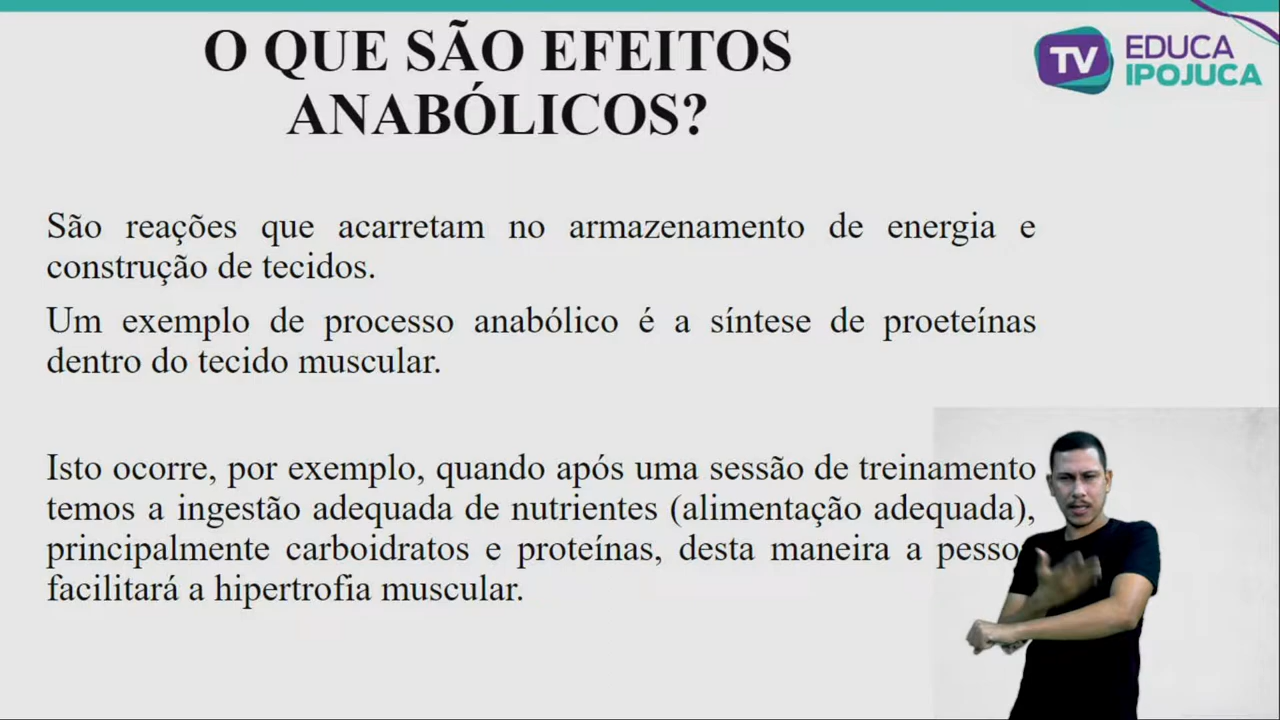 O QUE SÃO EFEITOS
ANABÓLICOS?
TV EDUCA
IPOJUCA
São reações que acarretam no armazenamento de energia e
construção de tecidos.
Um exemplo de processo anabólico é a síntese de proeteínas
dentro do tecido muscular.
Isto ocorre, por exemplo, quando após uma sessão de treinamento
temos a ingestão adequada de nutrientes (alimentação adequada),
principalmente carboidratos e proteínas, desta maneira a
facilitará a hipertrofia muscular.